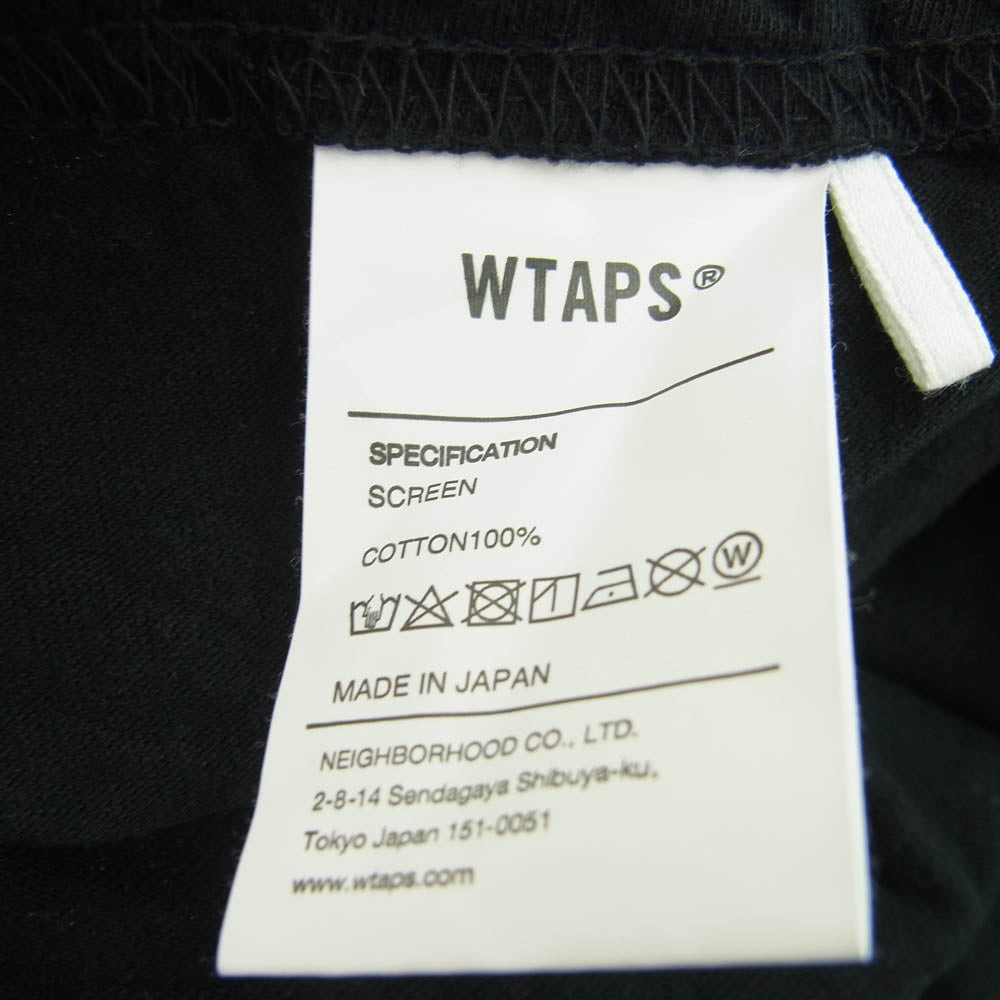 WTAPS®
SPECIFICATION
SCREEN
COTTON100%
W
MADE IN JAPAN
NEIGHBORHOOD CO., LTD.
2-8-14 Sendagaya Shibuya-ku,
Tokyo Japan 151-0051
www.wtaps.com